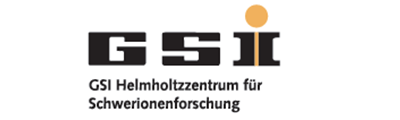 GSI
GSI Helmholtzzentrum für
Schwerionenforschung